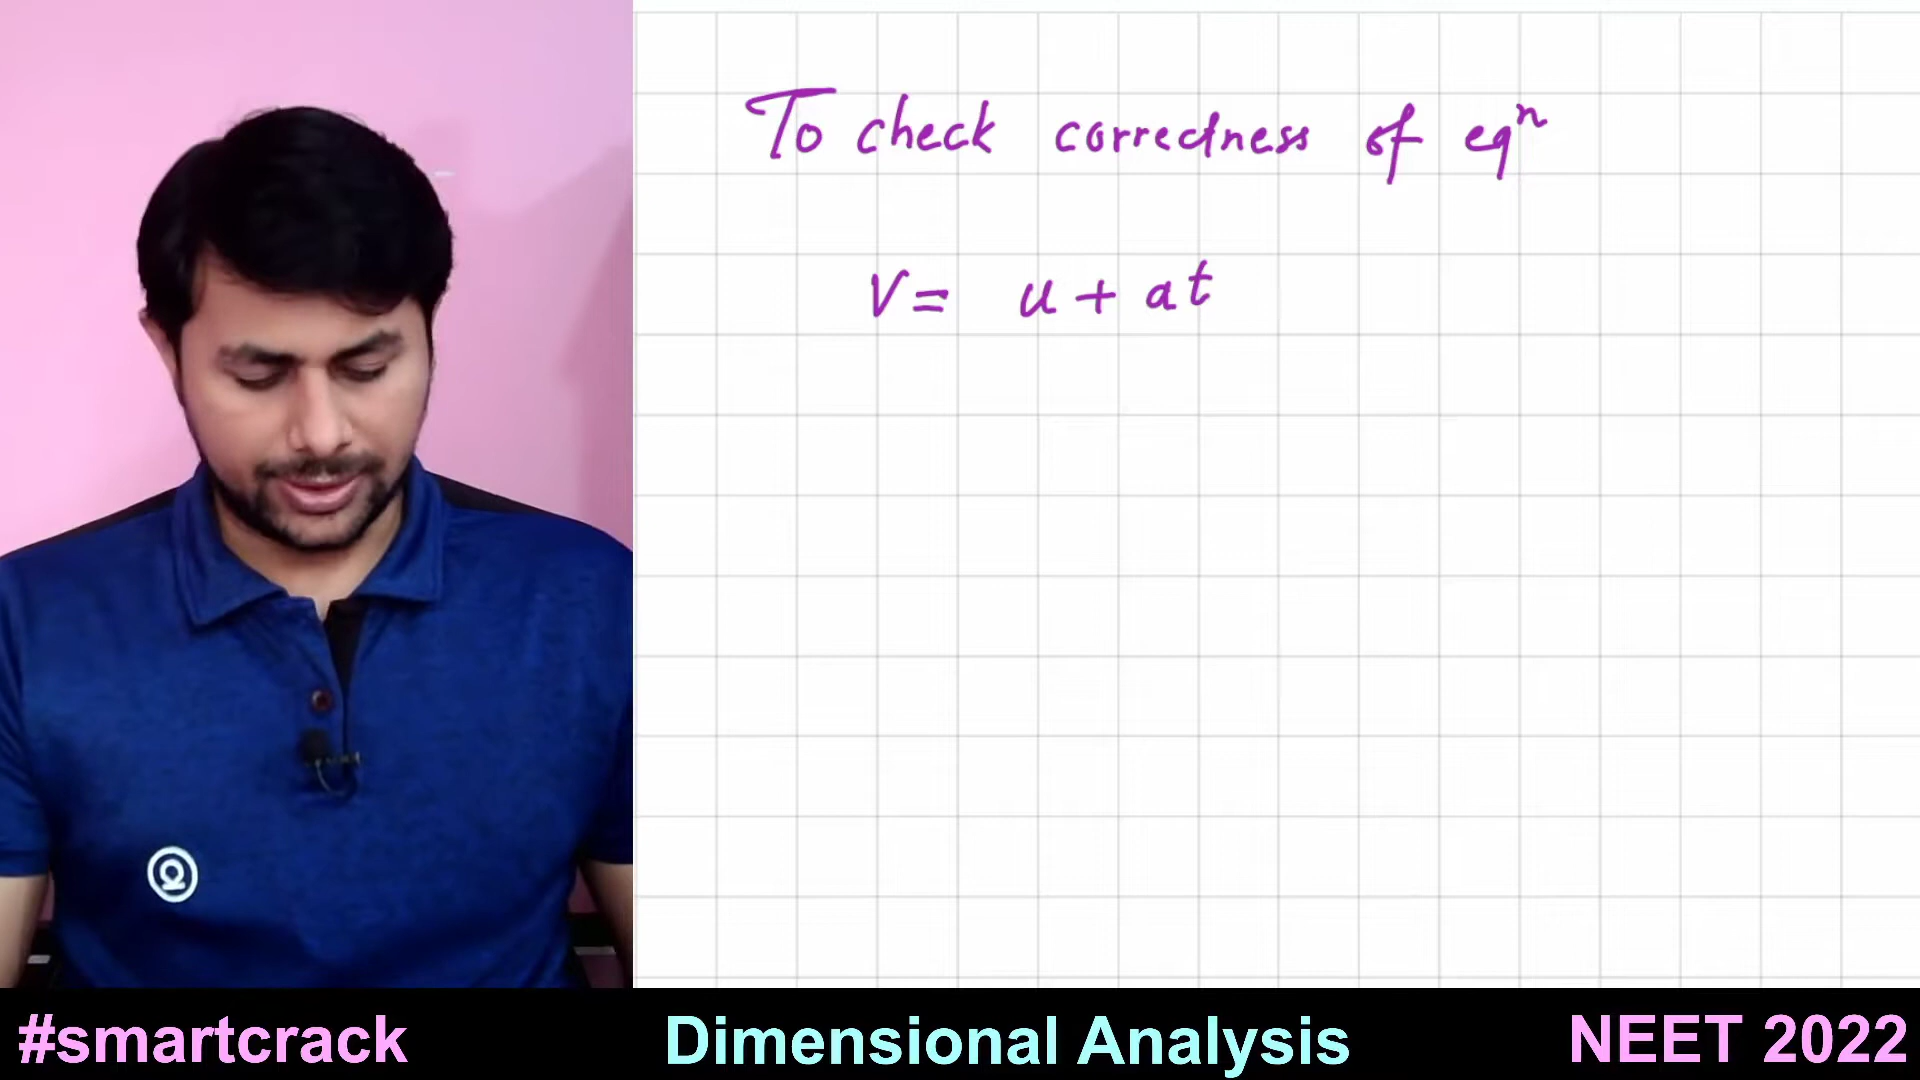 To check correctness of eqⁿ
V = u + at
#smartcrack
Dimensional Analysis
NEET 2022